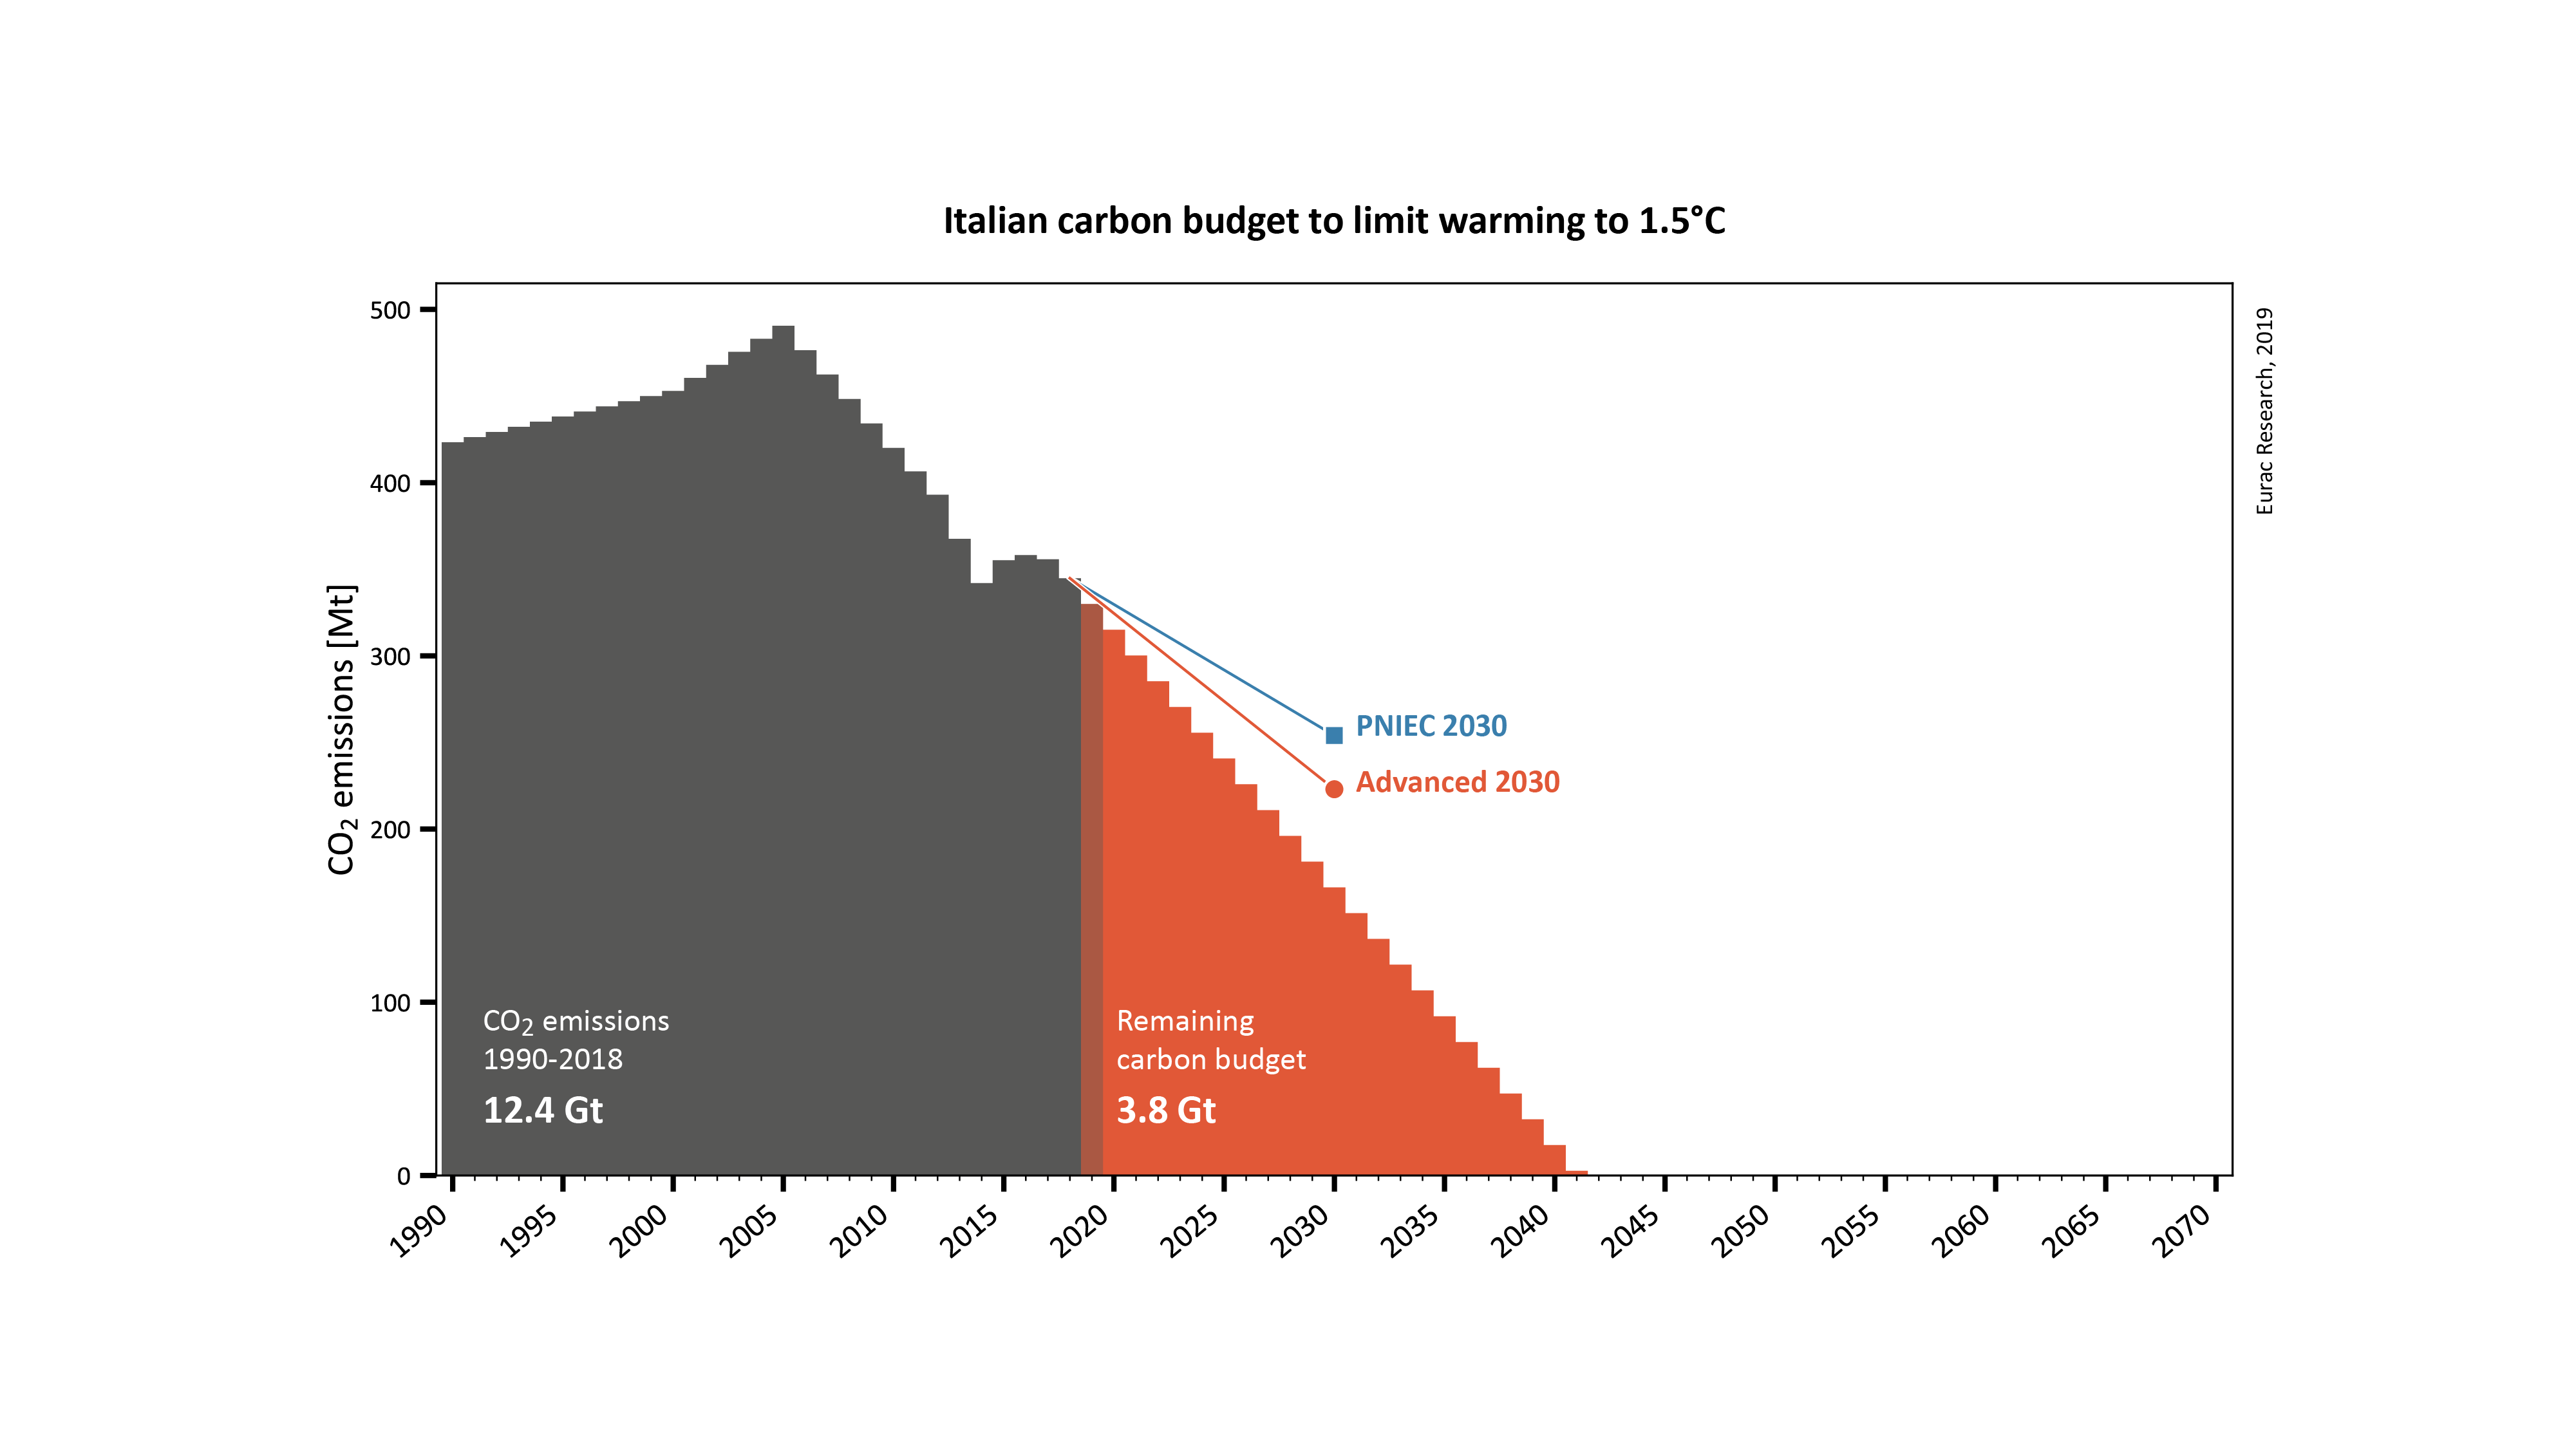 Italian carbon budget to limit warming to 1.5°C
Eurac Research, 2019
CO₂ emissions [Mt]
500
400
300
200
100
0
PNIEC 2030
Advanced 2030
CO₂ emissions
1990-2018
12.4 Gt
Remaining
carbon budget
3.8 Gt
1990 1995 2000 2005 2010 2015 2020 2025 2030 2035 2040 2045 2050 2055 2060 2065 2070